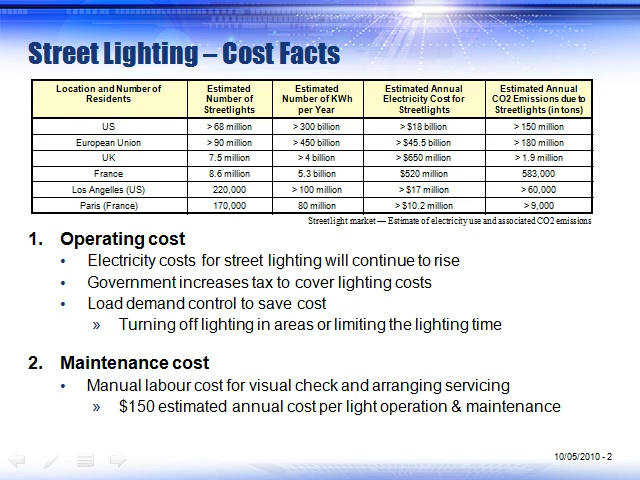 Street Lighting – Cost Facts
Location and Number of Residents | Estimated Number of Streetlights | Estimated Number of KWh per Year | Estimated Annual Electricity Cost for Streetlights | Estimated Annual CO2 Emissions due to Streetlights (in tons)
US | > 68 million | > 300 billion | > $18 billion | > 150 million
European Union | > 90 million | > 450 billion | > $45.5 billion | > 180 million
UK | 7.5 million | > 4 billion | > $650 million | > 1.9 million
France | 8.6 million | 5.3 billion | $520 million | 583,000
Los Angelles (US) | 220,000 | > 100 million | > $17 million | > 60,000
Paris (France) | 170,000 | 80 million | > $10.2 million | > 9,000
Streetlight market — Estimate of electricity use and associated CO2 emissions
1. Operating cost
• Electricity costs for street lighting will continue to rise
• Government increases tax to cover lighting costs
• Load demand control to save cost
» Turning off lighting in areas or limiting the lighting time
2. Maintenance cost
• Manual labour cost for visual check and arranging servicing
» $150 estimated annual cost per light operation & maintenance
10/05/2010 - 2